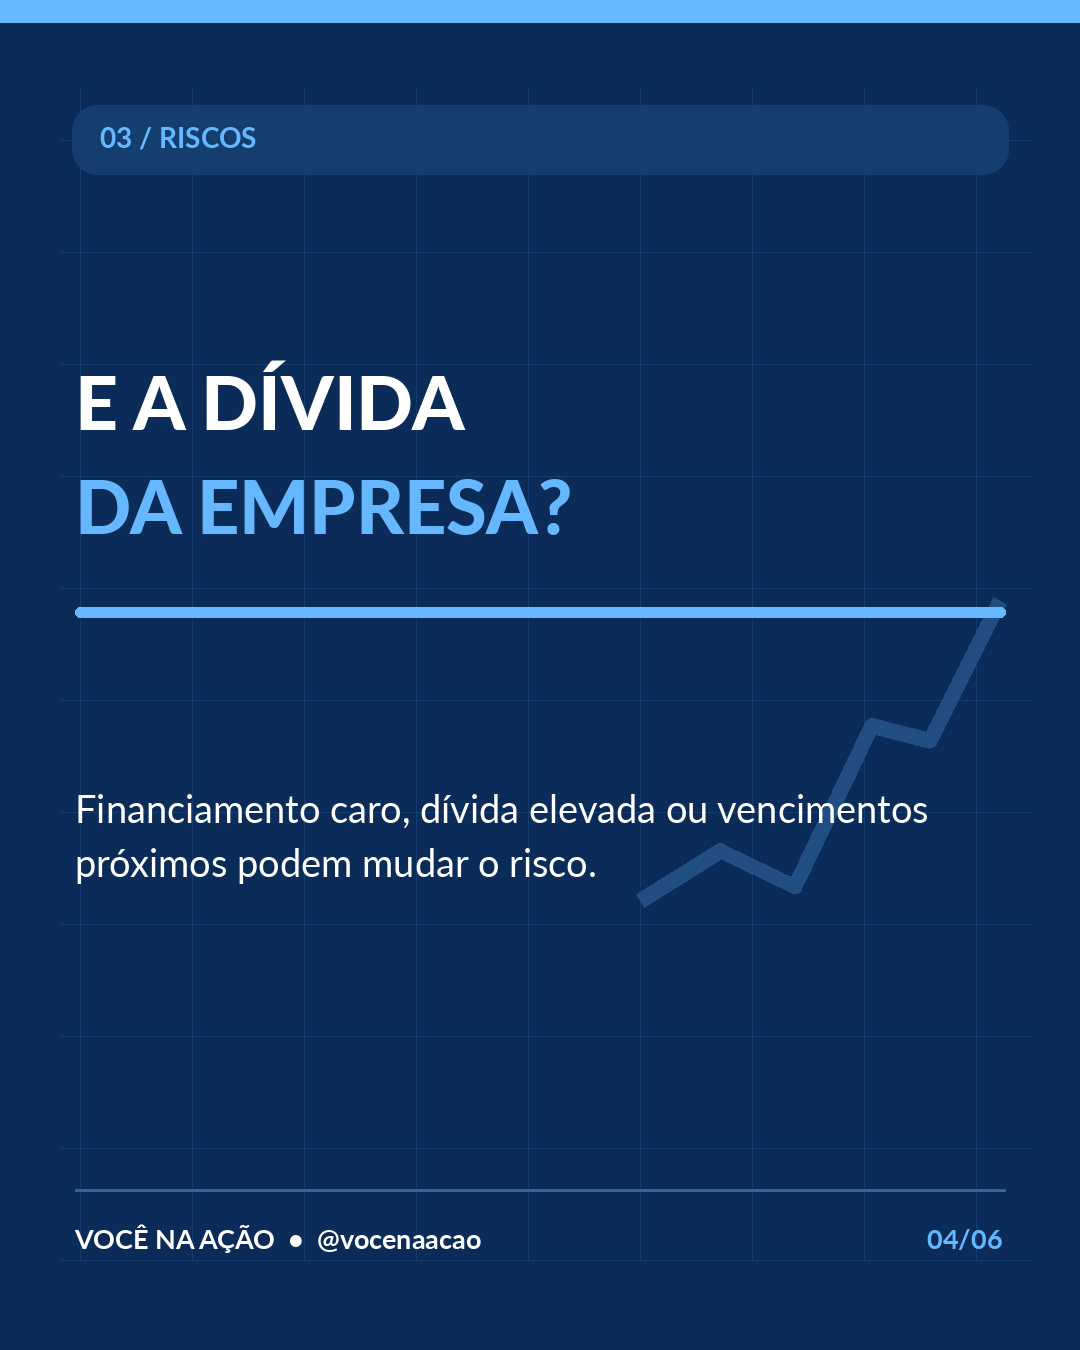 03 / RISCOS
E A DÍVIDA
DA EMPRESA?
Financiamento caro, dívida elevada ou vencimentos
próximos podem mudar o risco.
VOCÊ NA AÇÃO ● @vocenaacao
04/06